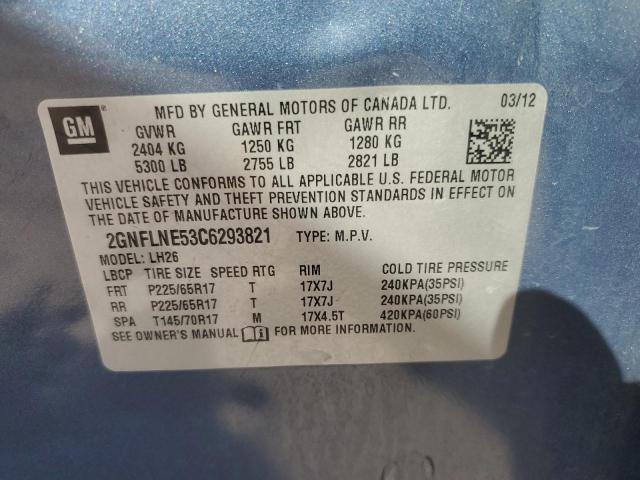 GM
MFD BY GENERAL MOTORS OF CANADA LTD. 03/12
GVWR GAWR FRT GAWR RR
2404 KG 1250 KG 1280 KG
5300 LB 2755 LB 2821 LB
THIS VEHICLE CONFORMS TO ALL APPLICABLE U.S. FEDERAL MOTOR
VEHICLE SAFETY AND THEFT PREVENTION STANDARDS IN EFFECT ON
THE DATE OF MANUFACTURE SHOWN ABOVE.
2GNFLNE53C6293821 TYPE: M.P.V.
MODEL: LH26
LBCP TIRE SIZE SPEED RTG RIM COLD TIRE PRESSURE
FRT P225/65R17 T 17X7J 240KPA(35PSI)
RR P225/65R17 T 17X7J 240KPA(35PSI)
SPA T145/70R17 M 17X4.5T 420KPA(60PSI)
SEE OWNER'S MANUAL FOR MORE INFORMATION.